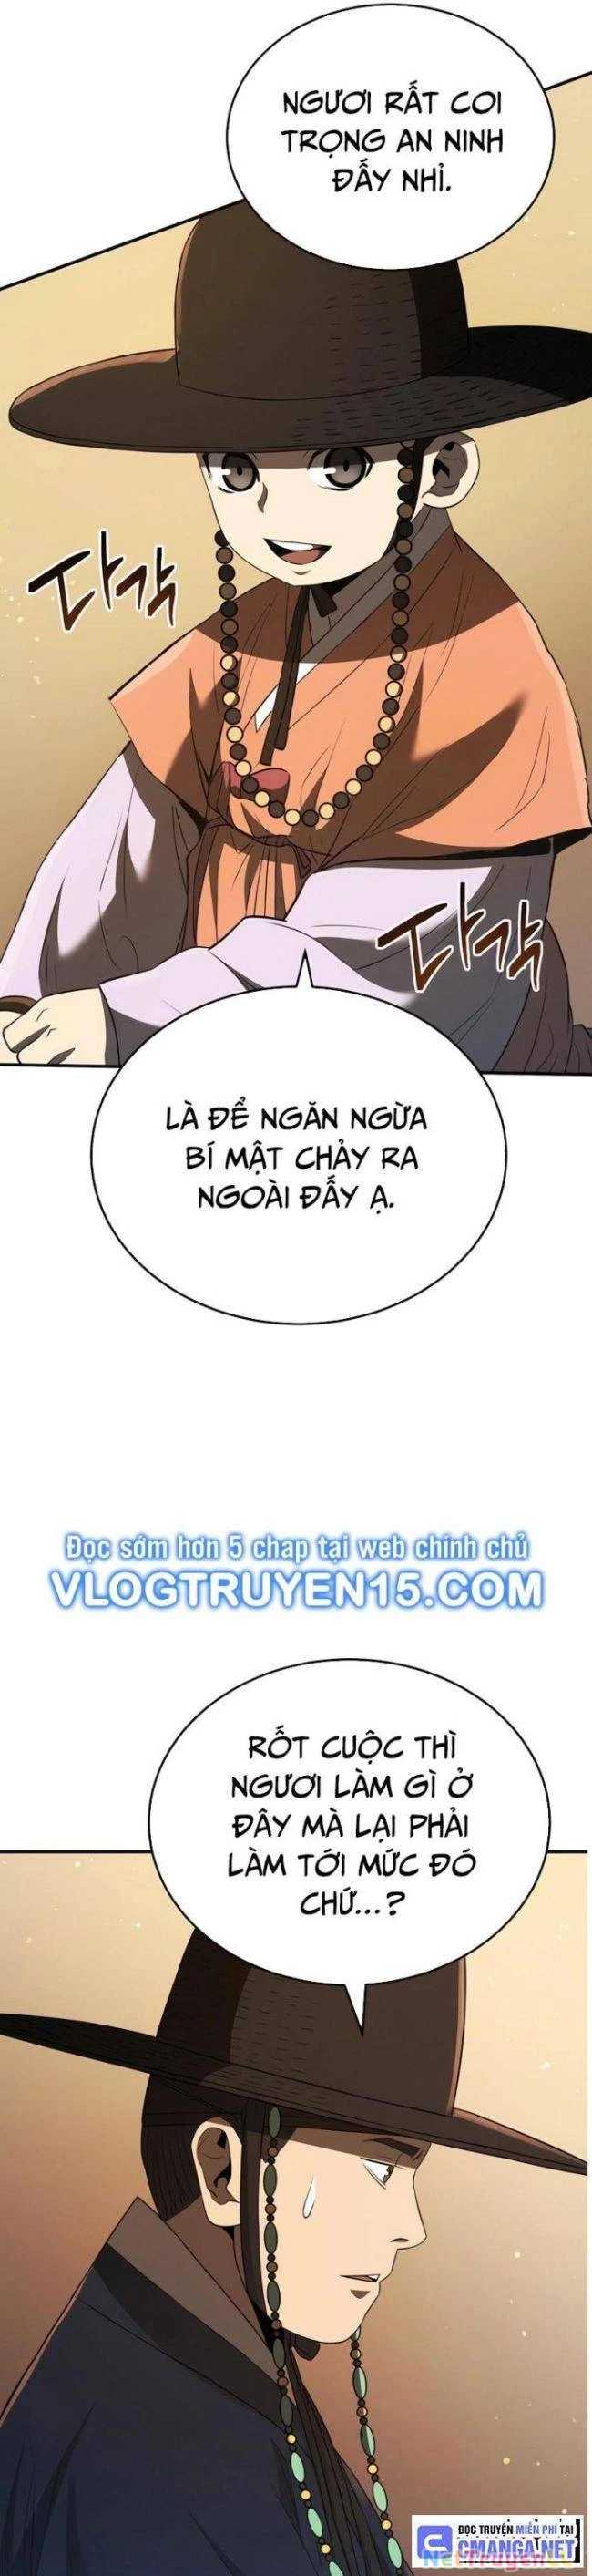 NGƯƠI RẤT COI
TRỌNG AN NINH
ĐẤY NHỈ.
다각
다각
LÀ ĐỂ NGĂN NGỪA
BÍ MẬT CHẢY RA
NGOÀI ĐẤY Ạ.
Đọc sớm hơn 5 chap tại web chính chủ
VLOGTRUYEN15.COM
RỐT CUỘC THÌ
NGƯƠI LÀM GÌ Ở
ĐÂY MÀ LẠI PHẢI
LÀM TỚI MỨC ĐÓ
CHỨ...?
ĐỌC TRUYỆN MIỄN PHÍ TẠI
CMANGA.NET